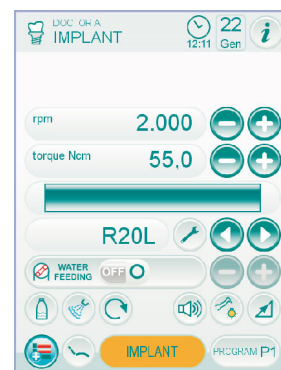 DOCTOR A
IMPLANT
12:11
22
Gen
i
rpm
2.000
torque Ncm
55,0
R20L
WATER
FEEDING
OFF
IMPLANT
PROGRAM P1